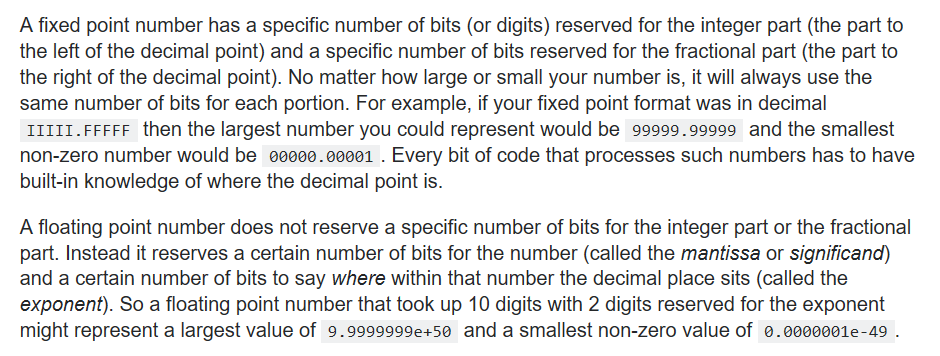 A fixed point number has a specific number of bits (or digits) reserved for the integer part (the part to
the left of the decimal point) and a specific number of bits reserved for the fractional part (the part to
the right of the decimal point). No matter how large or small your number is, it will always use the
same number of bits for each portion. For example, if your fixed point format was in decimal
IIIII.FFFFF then the largest number you could represent would be 99999.99999 and the smallest
non-zero number would be 00000.00001 . Every bit of code that processes such numbers has to have
built-in knowledge of where the decimal point is.
A floating point number does not reserve a specific number of bits for the integer part or the fractional
part. Instead it reserves a certain number of bits for the number (called the mantissa or significand)
and a certain number of bits to say where within that number the decimal place sits (called the
exponent). So a floating point number that took up 10 digits with 2 digits reserved for the exponent
might represent a largest value of 9.9999999e+50 and a smallest non-zero value of 0.0000001e-49 .